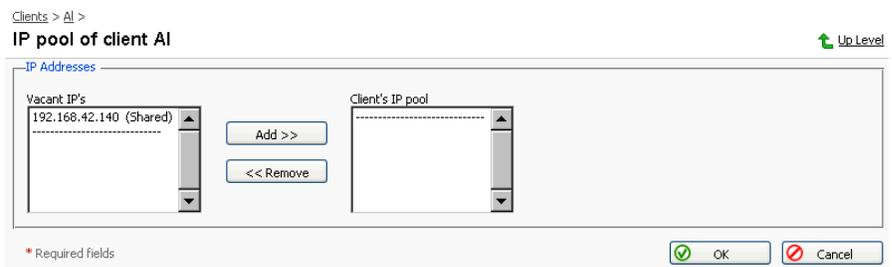 Clients > Al >
IP pool of client Al
Up Level
IP Addresses
Vacant IP's
192.168.42.140 (Shared)
----------------------------
Add >>
<< Remove
Client's IP pool
----------------------------
* Required fields
OK
Cancel